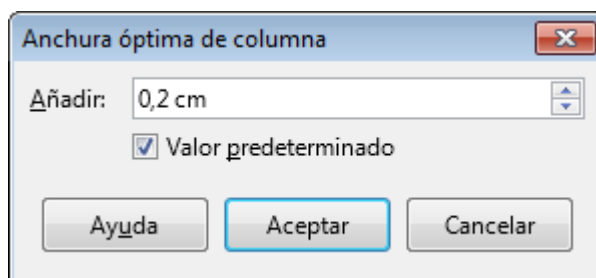 Anchura óptima de columna
Añadir: 0,2 cm
Valor predeterminado
Ayuda Aceptar Cancelar